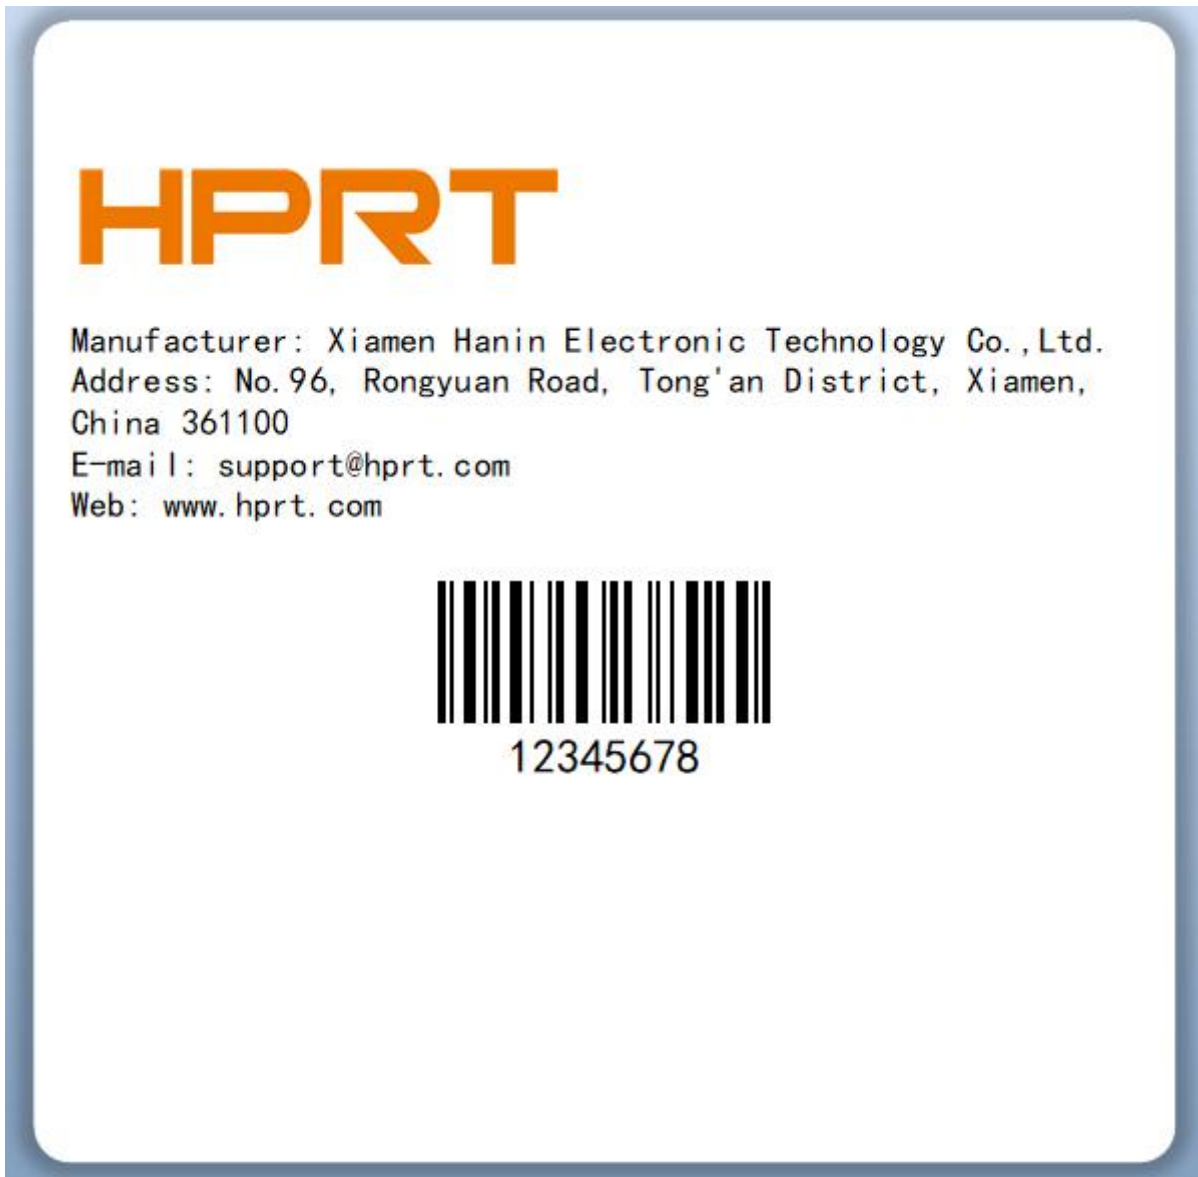 HPRT
Manufacturer: Xiamen Hanin Electronic Technology Co.,Ltd.
Address: No.96, Rongyuan Road, Tong'an District, Xiamen,
China 361100
E-mail: support@hprt.com
Web: www.hprt.com
12345678